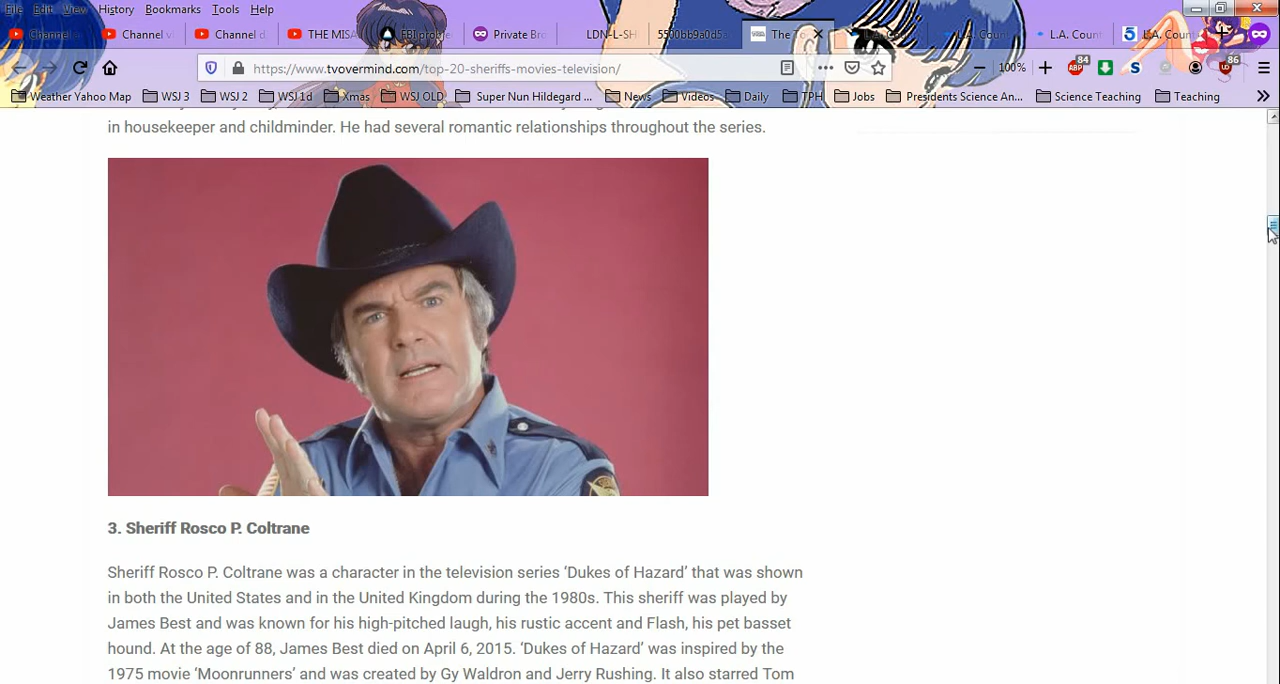 File Edit View History Bookmarks Tools Help
Channel v Channel d THE MISA Private Bro LDN-L-SH 5500bb9a0d5a The To L.A. Count L.A. Count
https://www.tvovermind.com/top-20-sheriffs-movies-television/ 100% 84 86
Weather Yahoo Map WSJ 3 WSJ 2 WSJ 1d Xmas WSJ OLD Super Nun Hildegard ... News Videos Daily TPH Jobs Presidents Science An... Science Teaching Teaching
in housekeeper and childminder. He had several romantic relationships throughout the series.
3. Sheriff Rosco P. Coltrane
Sheriff Rosco P. Coltrane was a character in the television series ‘Dukes of Hazard’ that was shown
in both the United States and in the United Kingdom during the 1980s. This sheriff was played by
James Best and was known for his high-pitched laugh, his rustic accent and Flash, his pet basset
hound. At the age of 88, James Best died on April 6, 2015. ‘Dukes of Hazard’ was inspired by the
1975 movie ‘Moonrunners’ and was created by Gy Waldron and Jerry Rushing. It also starred Tom